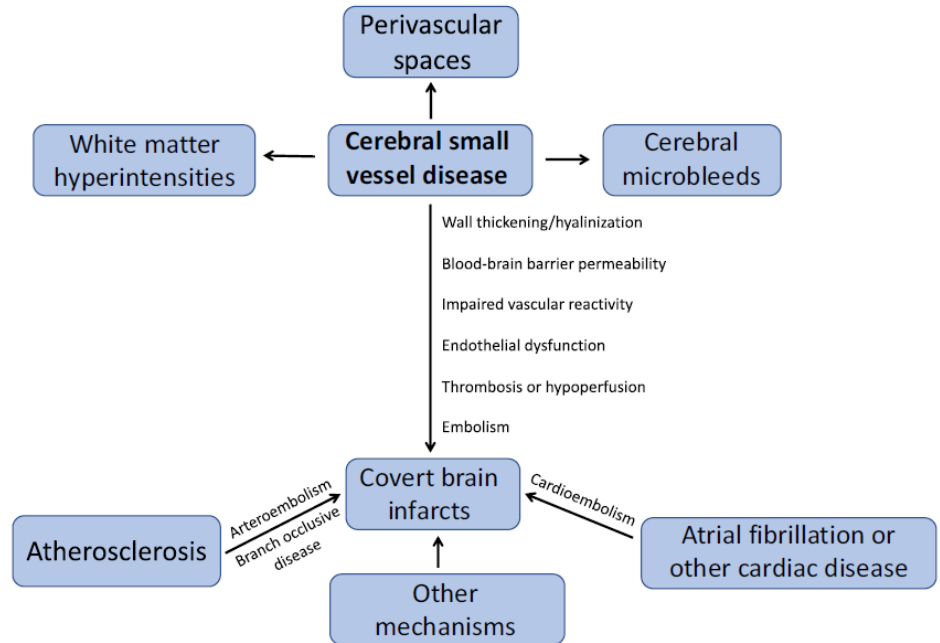 Perivascular
spaces
White matter
hyperintensities
Cerebral small
vessel disease
Cerebral
microbleeds
Wall thickening/hyalinization
Blood-brain barrier permeability
Impaired vascular reactivity
Endothelial dysfunction
Thrombosis or hypoperfusion
Embolism
Covert brain
infarcts
Arteroembolism
Branch occlusive
disease
Cardioembolism
Atherosclerosis
Atrial fibrillation or
other cardiac disease
Other
mechanisms